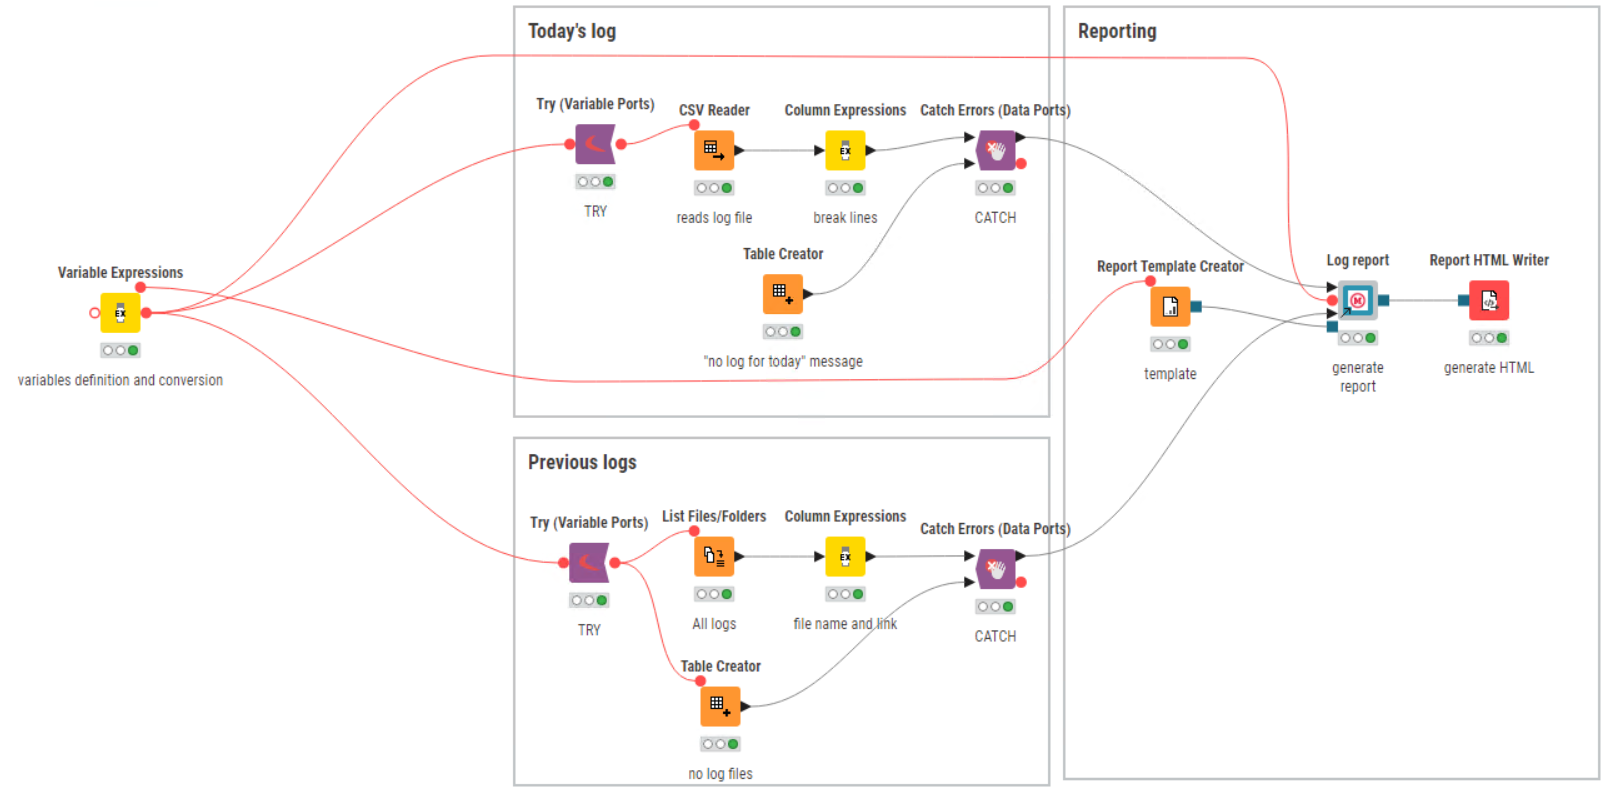 Today's log
Reporting
Try (Variable Ports)
CSV Reader
Column Expressions
Catch Errors (Data Ports)
EX
TRY
reads log file
break lines
CATCH
Table Creator
"no log for today" message
Variable Expressions
EX
variables definition and conversion
Report Template Creator
template
Log report
M
generate
report
Report HTML Writer
generate HTML
Previous logs
Try (Variable Ports)
List Files/Folders
Column Expressions
Catch Errors (Data Ports)
EX
TRY
All logs
file name and link
CATCH
Table Creator
no log files